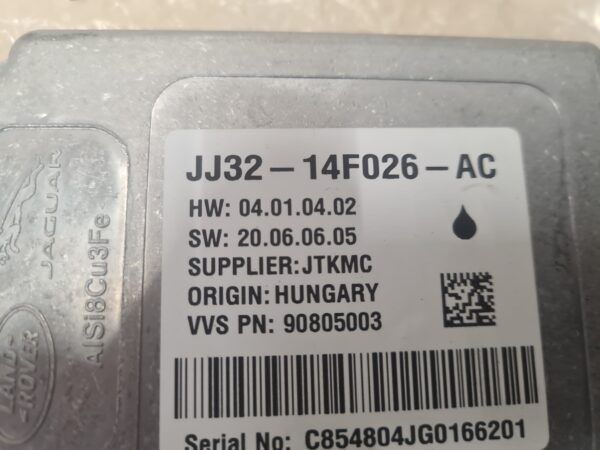 JJ32-14F026-AC
HW: 04.01.04.02
SW: 20.06.06.05
SUPPLIER:JTKMC
ORIGIN:HUNGARY
VVS PN: 90805003
Serial No: C854804JG0166201
JAGUAR
AlSi8Cu3Fe
LAND-
-ROVER